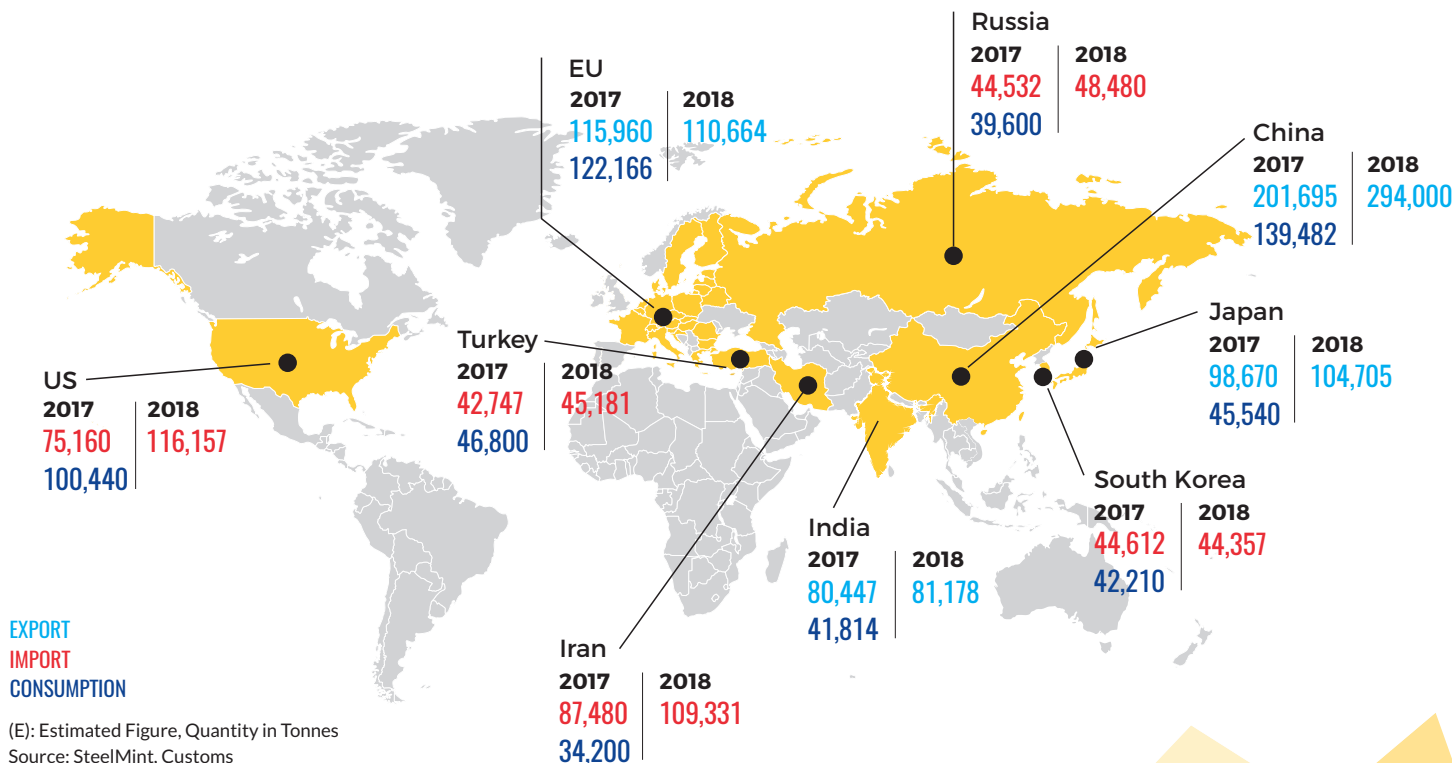 Russia
2017 2018
44,532 48,480
39,600
EU
2017 2018
115,960 110,664
122,166
China
2017 2018
201,695 294,000
139,482
Japan
2017 2018
98,670 104,705
45,540
Turkey
2017 2018
42,747 45,181
46,800
US
2017 2018
75,160 116,157
100,440
South Korea
2017 2018
44,612 44,357
42,210
India
2017 2018
80,447 81,178
41,814
Iran
2017 2018
87,480 109,331
34,200
EXPORT
IMPORT
CONSUMPTION
(E): Estimated Figure, Quantity in Tonnes
Source: SteelMint, Customs